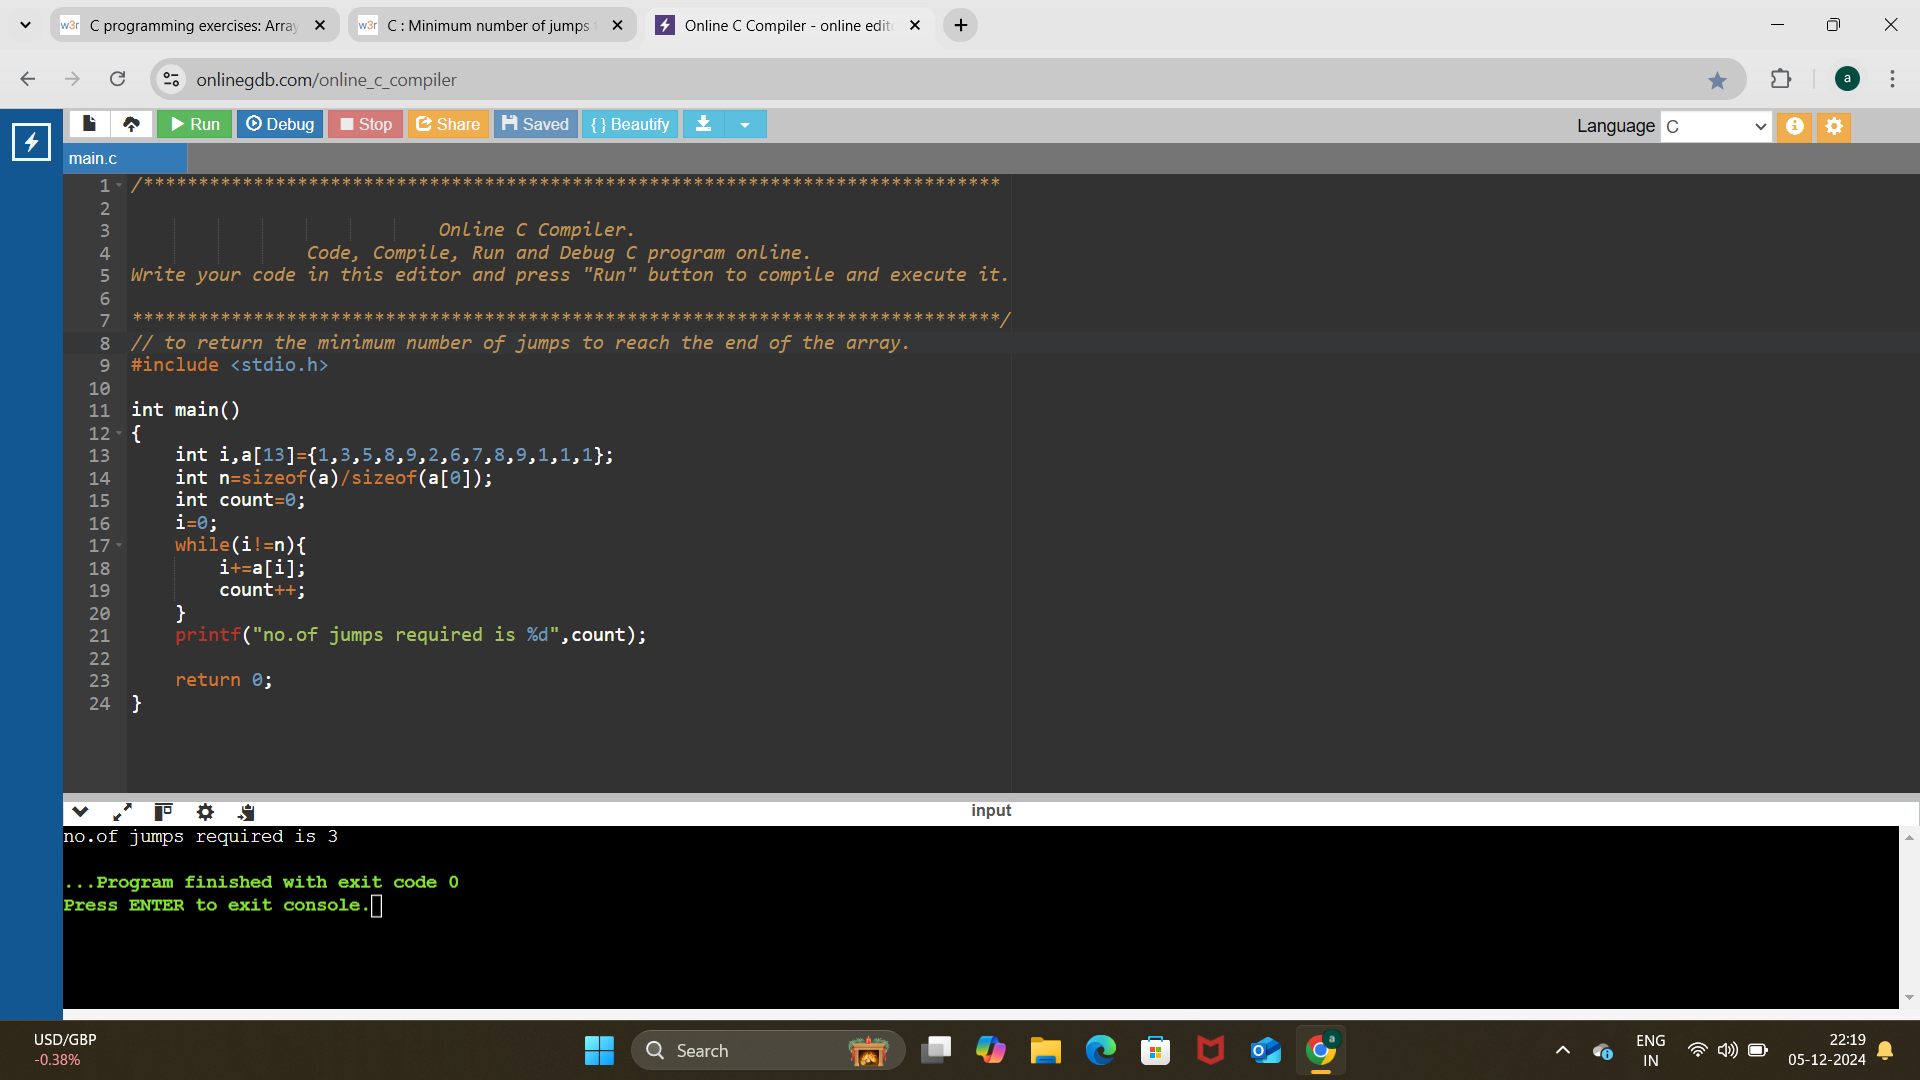 C programming exercises: Array
C : Minimum number of jumps
Online C Compiler - online edit
onlinegdb.com/online_c_compiler
a
Run
Debug
Stop
Share
Saved
{ } Beautify
Language
C
main.c
1 /*******************************************************************************
2
3 Online C Compiler.
4 Code, Compile, Run and Debug C program online.
5 Write your code in this editor and press "Run" button to compile and execute it.
6
7 *******************************************************************************/
8 // to return the minimum number of jumps to reach the end of the array.
9 #include <stdio.h>
10
11 int main()
12 {
13     int i,a[13]={1,3,5,8,9,2,6,7,8,9,1,1,1};
14     int n=sizeof(a)/sizeof(a[0]);
15     int count=0;
16     i=0;
17     while(i!=n){
18         i+=a[i];
19         count++;
20     }
21     printf("no.of jumps required is %d",count);
22
23     return 0;
24 }
input
no.of jumps required is 3
...Program finished with exit code 0
Press ENTER to exit console.
USD/GBP
-0.38%
Search
ENG
IN
22:19
05-12-2024